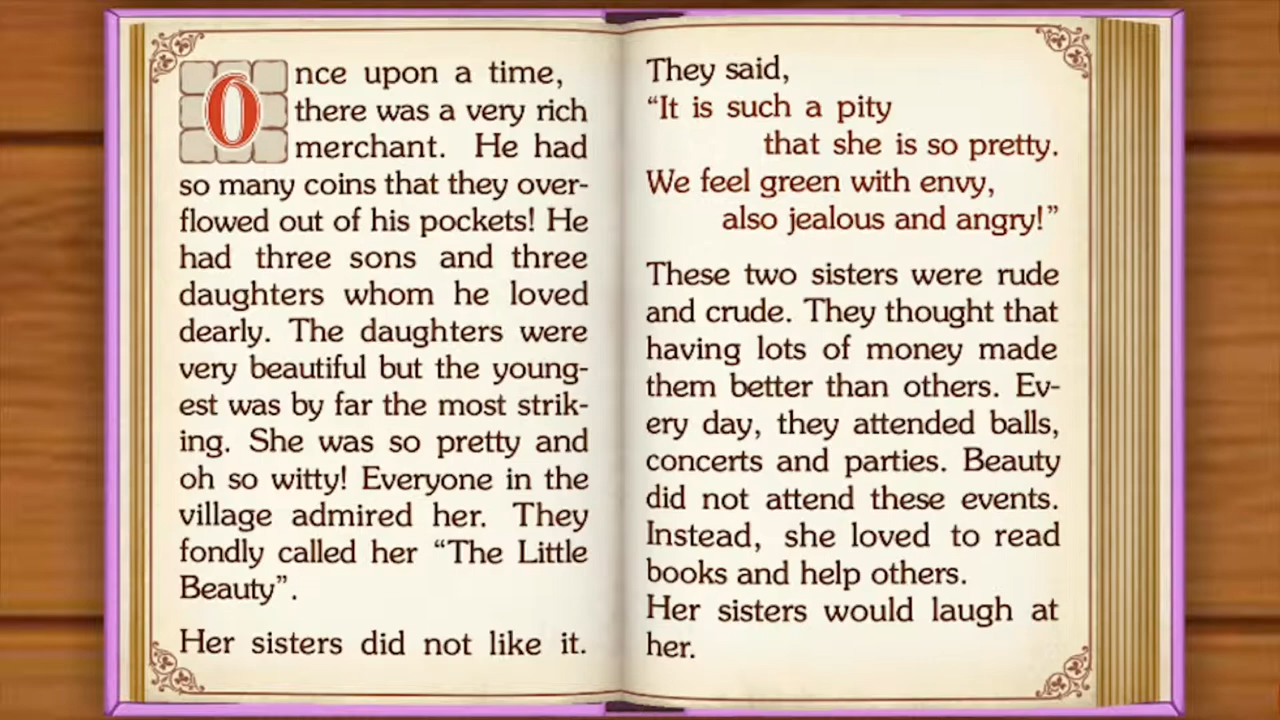 Once upon a time,
there was a very rich
merchant. He had
so many coins that they over-
flowed out of his pockets! He
had three sons and three
daughters whom he loved
dearly. The daughters were
very beautiful but the young-
est was by far the most strik-
ing. She was so pretty and
oh so witty! Everyone in the
village admired her. They
fondly called her “The Little
Beauty”.
Her sisters did not like it.
They said,
“It is such a pity
that she is so pretty.
We feel green with envy,
also jealous and angry!”
These two sisters were rude
and crude. They thought that
having lots of money made
them better than others. Ev-
ery day, they attended balls,
concerts and parties. Beauty
did not attend these events.
Instead, she loved to read
books and help others.
Her sisters would laugh at
her.